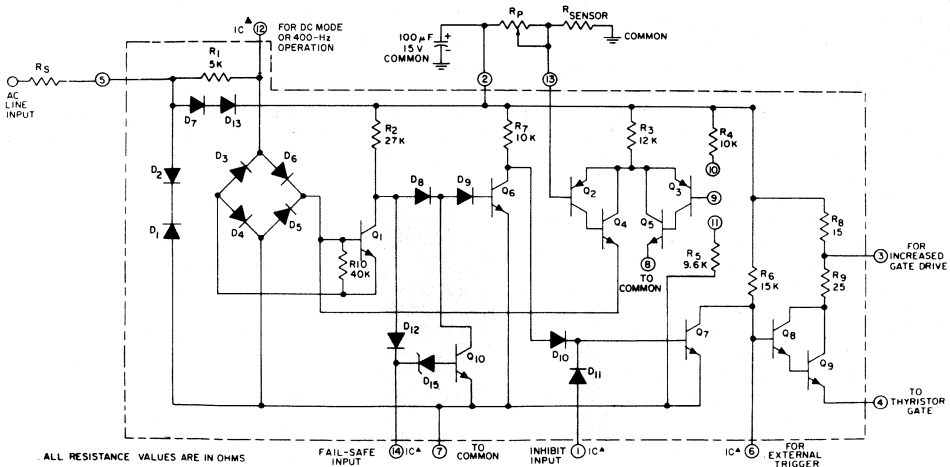 IC▲ 12 FOR DC MODE
OR 400-Hz
OPERATION
100 µF
15 V
COMMON
+
−
RP
RSENSOR
COMMON
RS
5
AC
LINE
INPUT
R1
5K
2
13
D7
D13
D2
D1
D3
D6
D4
D5
R2
27K
D8
D9
R7
10K
Q6
R3
12K
R4
10K
10
Q2
Q4
Q5
Q3
9
11
8
TO
COMMON
R5
9.6K
Q1
R10
40K
R8
15
3
FOR
INCREASED
GATE DRIVE
R6
15K
R9
25
Q7
Q8
Q9
D12
D15
Q10
D10
D11
4
TO
THYRISTOR
GATE
ALL RESISTANCE VALUES ARE IN OHMS
FAIL-SAFE
INPUT
14 IC▲
7
TO
COMMON
INHIBIT
INPUT
1 IC▲
IC▲ 6
FOR
EXTERNAL
TRIGGER